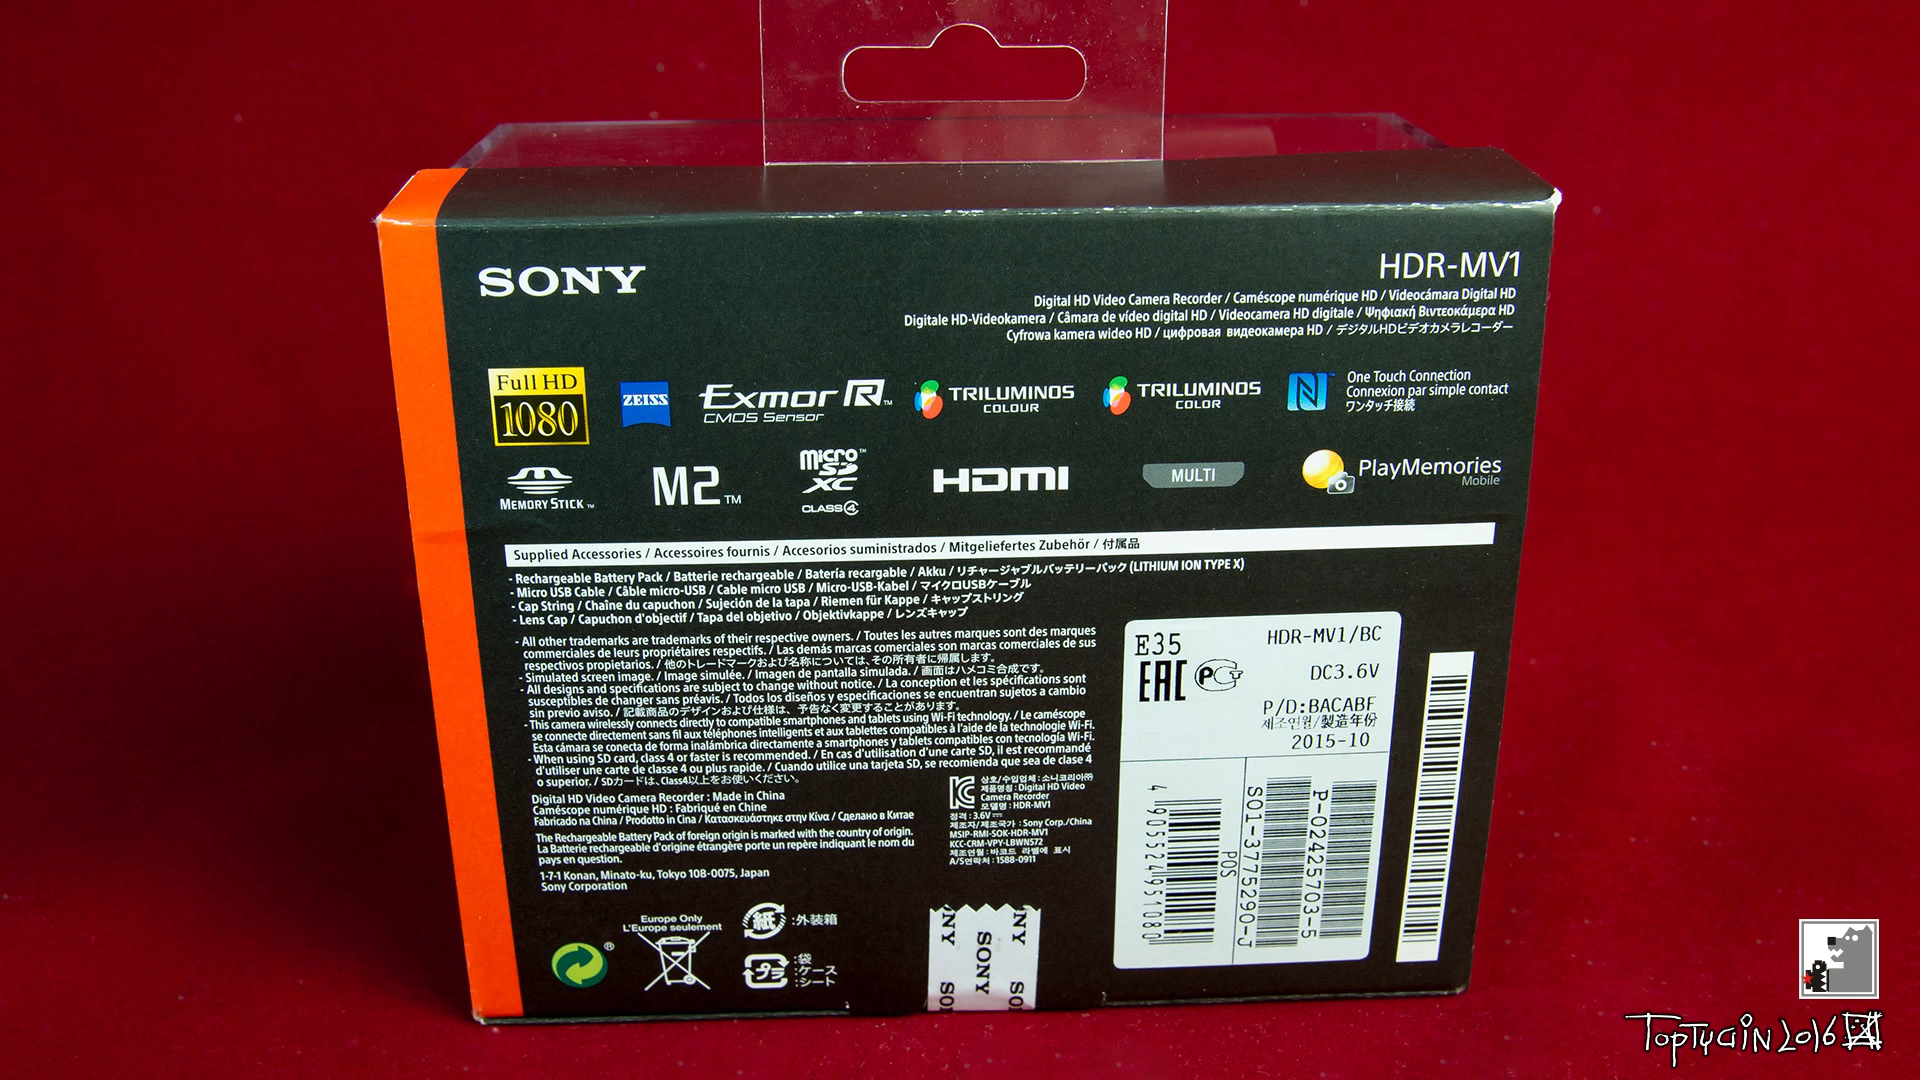 SONY
HDR-MV1
Digital HD Video Camera Recorder / Caméscope numérique HD / Videocámara Digital HD
Digitale HD-Videokamera / Câmara de vídeo digital HD / Videocamera HD digitale / Ψηφιακή Βιντεοκάμερα HD
Cyfrowa kamera wideo HD / цифровая видеокамера HD / デジタルHDビデオカメラレコーダー
Full HD
1080
ZEISS
Exmor R™
CMOS Sensor
TRILUMINOS
COLOUR
TRILUMINOS
COLOR
N
One Touch Connection
Connexion par simple contact
ワンタッチ接続
MEMORY STICK™
M2™
micro SD XC™
CLASS4
HDMI
MULTI
PlayMemories
Mobile
Supplied Accessories / Accessoires fournis / Accesorios suministrados / Mitgeliefertes Zubehör / 付属品
- Rechargeable Battery Pack / Batterie rechargeable / Batería recargable / Akku / リチャージャブルバッテリーパック (LITHIUM ION TYPE X)
- Micro USB Cable / Câble micro-USB / Cable micro USB / Micro-USB-Kabel / マイクロUSBケーブル
- Cap String / Chaîne du capuchon / Sujeción de la tapa / Riemen für Kappe / キャップストリング
- Lens Cap / Capuchon d'objectif / Tapa del objetivo / Objektivkappe / レンズキャップ
- All other trademarks are trademarks of their respective owners. / Toutes les autres marques sont des marques
commerciales de leurs propriétaires respectifs. / Las demás marcas comerciales son marcas comerciales de sus
respectivos propietarios. / 他のトレードマークおよび名称については、その所有者に帰属します。
- Simulated screen image. / Image simulée. / Imagen de pantalla simulada. / 画面はハメコミ合成です。
- All designs and specifications are subject to change without notice. / La conception et les spécifications sont
susceptibles de changer sans préavis. / Todos los diseños y especificaciones se encuentran sujetos a cambio
sin previo aviso. / 記載商品のデザインおよび仕様は、予告なく変更することがあります。
- This camera wirelessly connects directly to compatible smartphones and tablets using Wi-Fi technology. / Le caméscope
se connecte directement sans fil aux téléphones intelligents et aux tablettes compatibles à l'aide de la technologie Wi-Fi.
Esta cámara se conecta de forma inalámbrica directamente a smartphones y tablets compatibles con tecnología Wi-Fi.
- When using SD card, class 4 or faster is recommended. / En cas d'utilisation d'une carte SD, il est recommandé
d'utiliser une carte de classe 4 ou plus rapide. / Cuando utilice una tarjeta SD, se recomienda que sea de clase 4
o superior. / SDカードは、Class4以上をお使いください。
Digital HD Video Camera Recorder : Made in China
Caméscope numérique HD : Fabriqué en Chine
Fabricado na China / Prodotto in Cina / Κατασκευάστηκε στην Κίνα / Сделано в Китае
The Rechargeable Battery Pack of foreign origin is marked with the country of origin.
La Batterie rechargeable d'origine étrangère porte un repère indiquant le nom du
pays en question.
1-7-1 Konan, Minato-ku, Tokyo 108-0075, Japan
Sony Corporation
상호/수입업체 : 소니코리아㈜
제품명칭 : Digital HD Video
Camera Recorder
모델명 : HDR-MV1
정격 : 3.6V
제조자/제조국가 : Sony Corp./China
MSIP-RMI-SOK-HDR-MV1
KCC-CRM-VPY-LBWN572
제조연월 : 바코드 라벨에 표시
A/S연락처 : 1588-0911
E35
HDR-MV1/BC
EAC
DC3.6V
P/D:BACABF
제조연월/製造年份
2015-10
4 905524 951080
POS
S01-3775290-J
P-02425703-5
Europe Only
L'Europe seulement
紙 :外装箱
プラ :袋
:ケース
:シート
SONY
TopTyGiN2016